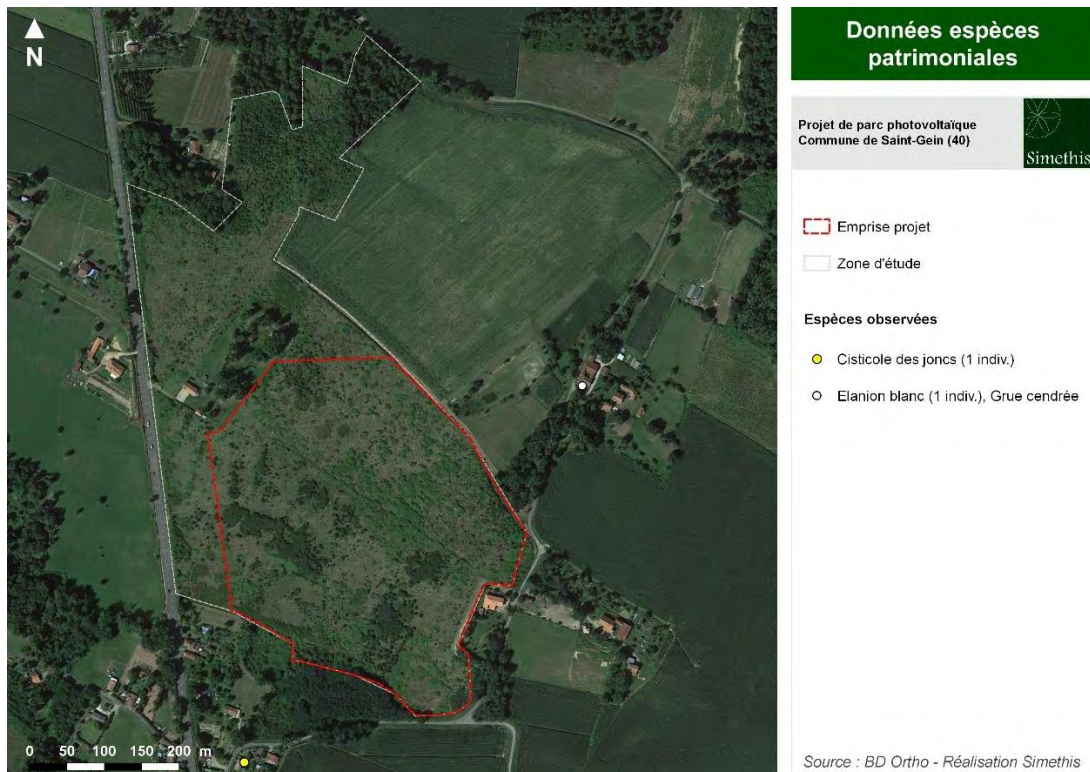 N
0 50 100 150 200 m
Données espèces
patrimoniales
Projet de parc photovoltaïque
Commune de Saint-Gein (40)
Simethis
Emprise projet
Zone d'étude
Espèces observées
Cisticole des joncs (1 indiv.)
Elanion blanc (1 indiv.), Grue cendrée
Source : BD Ortho - Réalisation Simethis